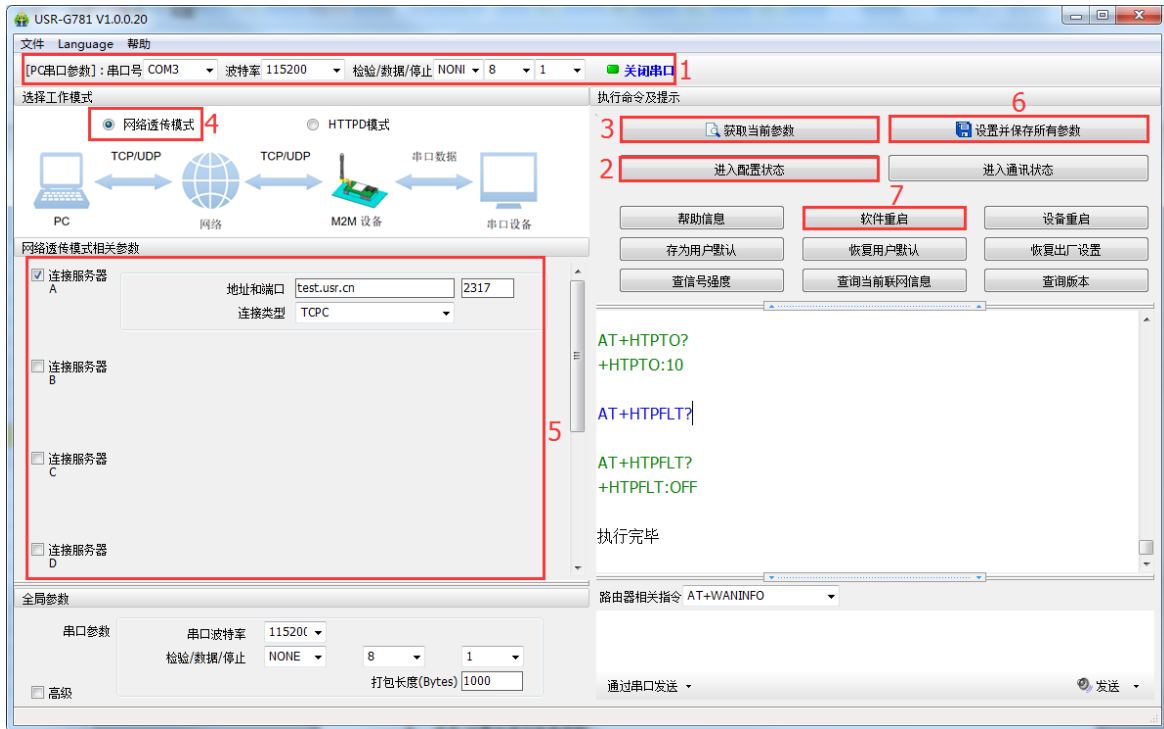 USR-G781 V1.0.0.20
文件 Language 帮助
[PC串口参数]：串口号 COM3 波特率 115200 检验/数据/停止 NONI 8 1 关闭串口 1
选择工作模式
网络透传模式 4 HTTPD模式
TCP/UDP TCP/UDP 串口数据
PC 网络 M2M 设备 串口设备
网络透传模式相关参数
连接服务器
A
地址和端口 test.usr.cn 2317
连接类型 TCPC
连接服务器
B
5
连接服务器
C
连接服务器
D
全局参数
串口参数 串口波特率 115200
检验/数据/停止 NONE 8 1
打包长度(Bytes) 1000
高级
执行命令及提示
6
3 获取当前参数 设置并保存所有参数
2 进入配置状态 进入通讯状态
7
帮助信息 软件重启 设备重启
存为用户默认 恢复用户默认 恢复出厂设置
查信号强度 查询当前联网信息 查询版本
AT+HTPTO?
+HTPTO:10
AT+HTPFLT?
AT+HTPFLT?
+HTPFLT:OFF
执行完毕
路由器相关指令 AT+WANINFO
通过串口发送 发送